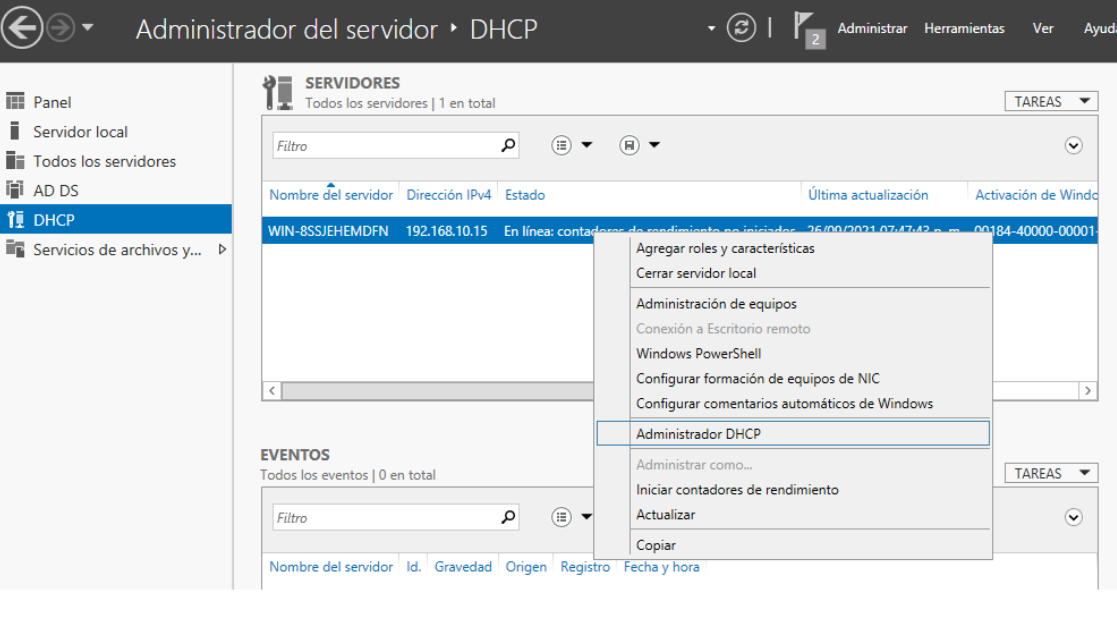 Administrador del servidor ‣ DHCP
2 Administrar Herramientas Ver Ayuda
Panel
Servidor local
Todos los servidores
AD DS
DHCP
Servicios de archivos y...
SERVIDORES
Todos los servidores | 1 en total
TAREAS
Filtro
Nombre del servidor Dirección IPv4 Estado Última actualización Activación de Windo
WIN-8SSJEHEMDFN 192.168.10.15 En línea: contadores de rendimiento no iniciados 26/09/2021 07:47:43 p. m. 00184-40000-00001-
Agregar roles y características
Cerrar servidor local
Administración de equipos
Conexión a Escritorio remoto
Windows PowerShell
Configurar formación de equipos de NIC
Configurar comentarios automáticos de Windows
Administrador DHCP
Administrar como...
Iniciar contadores de rendimiento
Actualizar
Copiar
EVENTOS
Todos los eventos | 0 en total
TAREAS
Filtro
Nombre del servidor Id. Gravedad Origen Registro Fecha y hora